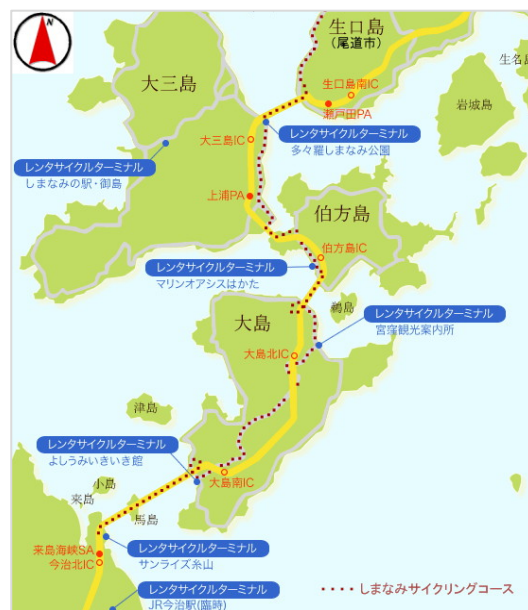 生口島
(尾道市)
生名島
大三島
生口島南IC
瀬戸田PA
岩城島
大三島IC
レンタサイクルターミナル
多々羅しまなみ公園
レンタサイクルターミナル
しまなみの駅・御島
上浦PA
伯方島
伯方島IC
レンタサイクルターミナル
マリンオアシスはかた
大島
鵜島
レンタサイクルターミナル
宮窪観光案内所
大島北IC
津島
レンタサイクルターミナル
よしうみいきいき館
大島南IC
小島
来島
馬島
来島海峡SA
今治北IC
レンタサイクルターミナル
サンライズ糸山
レンタサイクルターミナル
JR今治駅(臨時)
しまなみサイクリングコース